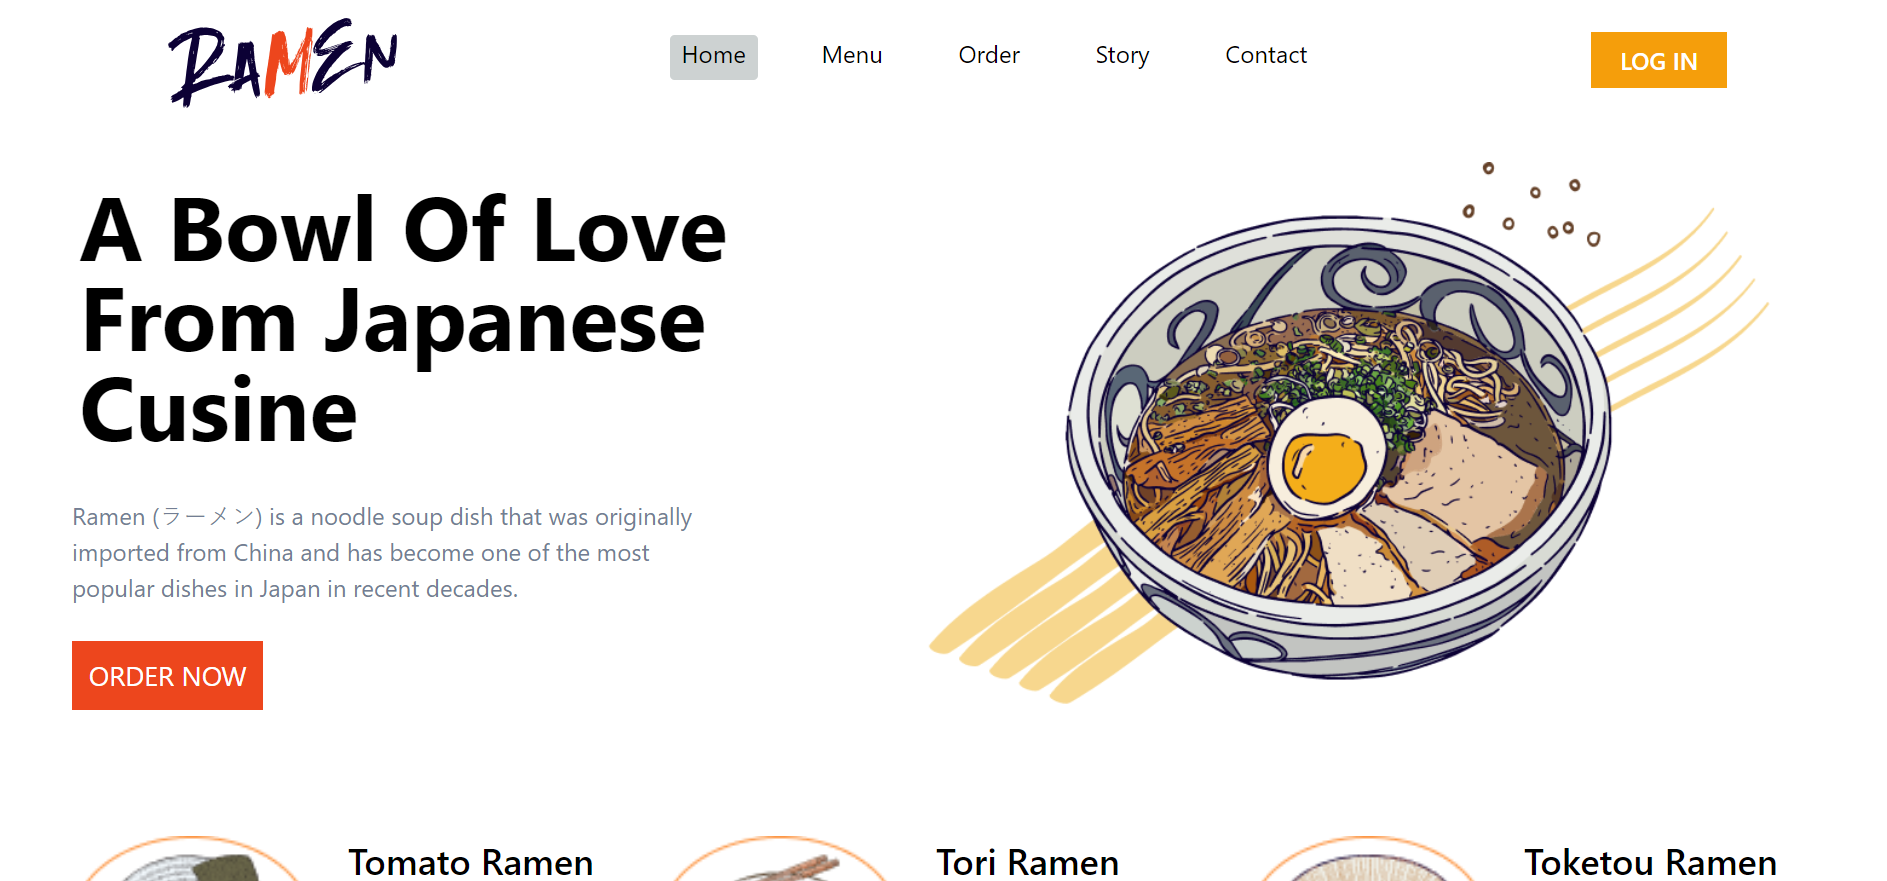 RAMEN
Home Menu Order Story Contact
LOG IN
A Bowl Of Love
From Japanese
Cusine
Ramen (ラーメン) is a noodle soup dish that was originally
imported from China and has become one of the most
popular dishes in Japan in recent decades.
ORDER NOW
Tomato Ramen
Tori Ramen
Toketou Ramen